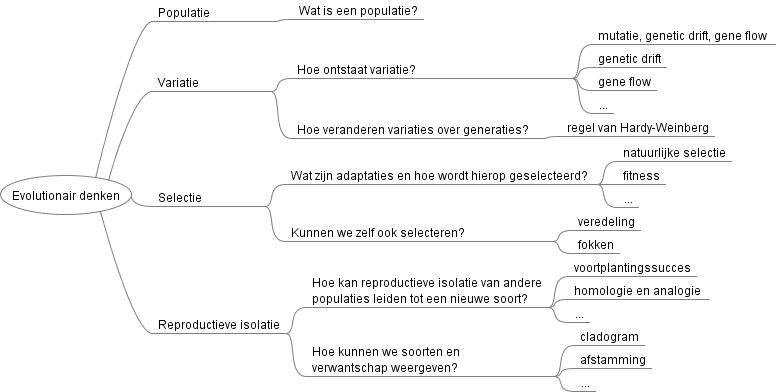 Evolutionair denken
Populatie
Wat is een populatie?
Variatie
Hoe ontstaat variatie?
mutatie, genetic drift, gene flow
genetic drift
gene flow
...
Hoe veranderen variaties over generaties?
regel van Hardy-Weinberg
Selectie
Wat zijn adaptaties en hoe wordt hierop geselecteerd?
natuurlijke selectie
fitness
...
Kunnen we zelf ook selecteren?
veredeling
fokken
Reproductieve isolatie
Hoe kan reproductieve isolatie van andere
populaties leiden tot een nieuwe soort?
voortplantingssucces
homologie en analogie
...
Hoe kunnen we soorten en
verwantschap weergeven?
cladogram
afstamming
...